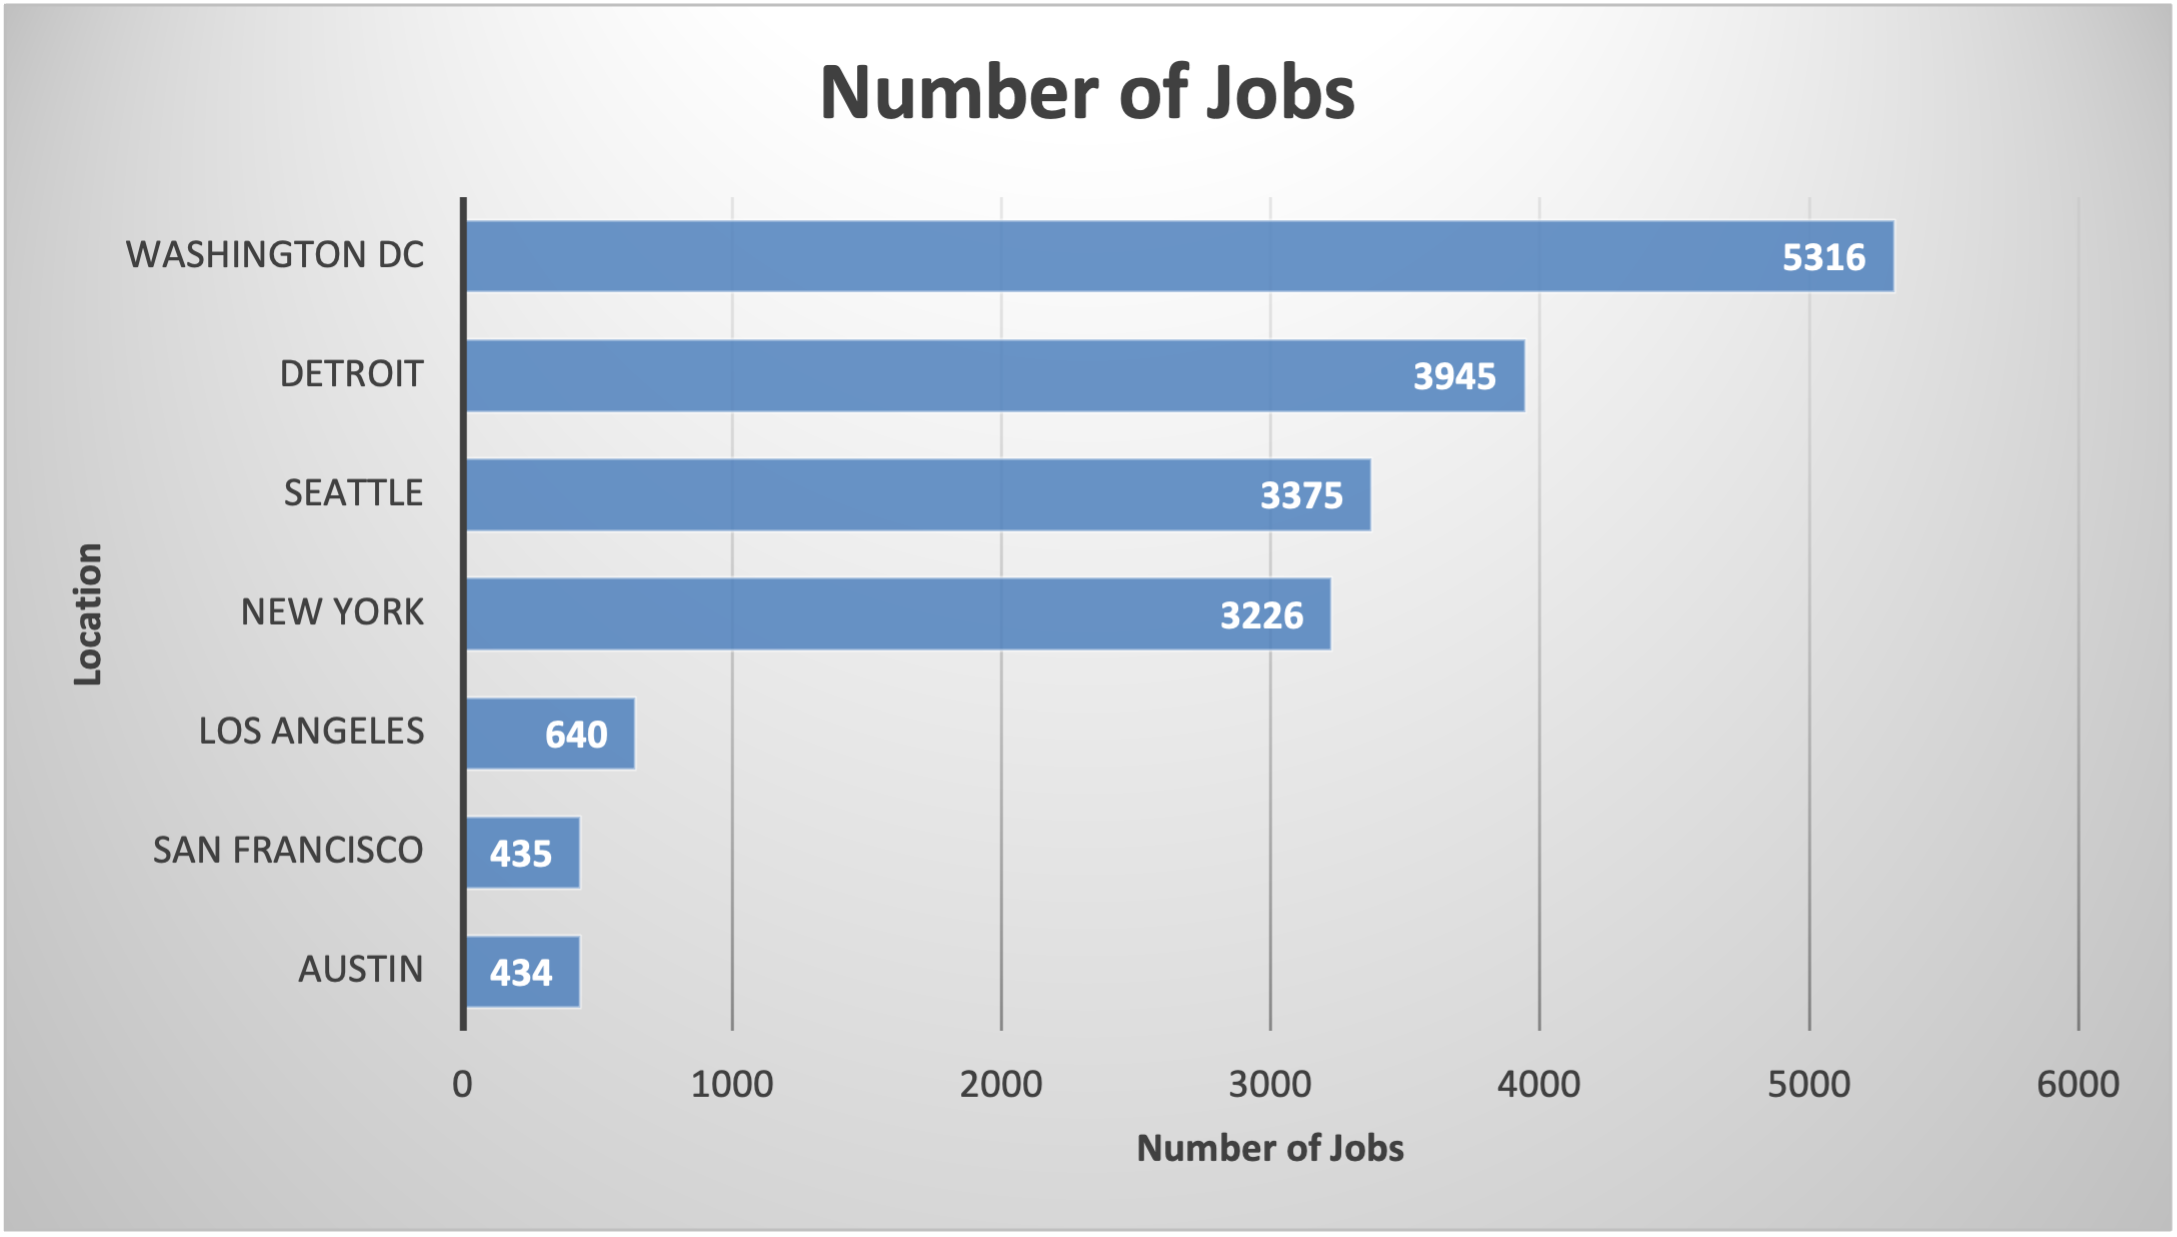 Number of Jobs
WASHINGTON DC
5316
DETROIT
3945
SEATTLE
3375
NEW YORK
3226
LOS ANGELES
640
SAN FRANCISCO
435
AUSTIN
434
Location
0 1000 2000 3000 4000 5000 6000
Number of Jobs